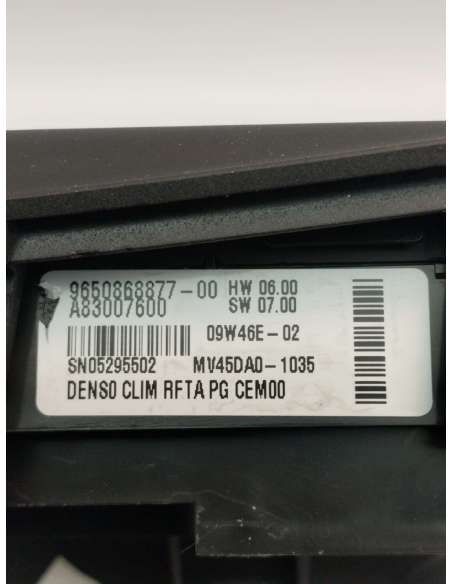 9650868877-00 HW 06.00
A83007600 SW 07.00
09W46E-02
SN05295502 MV45DA0-1035
DENSO CLIM RFTA PG CEM00